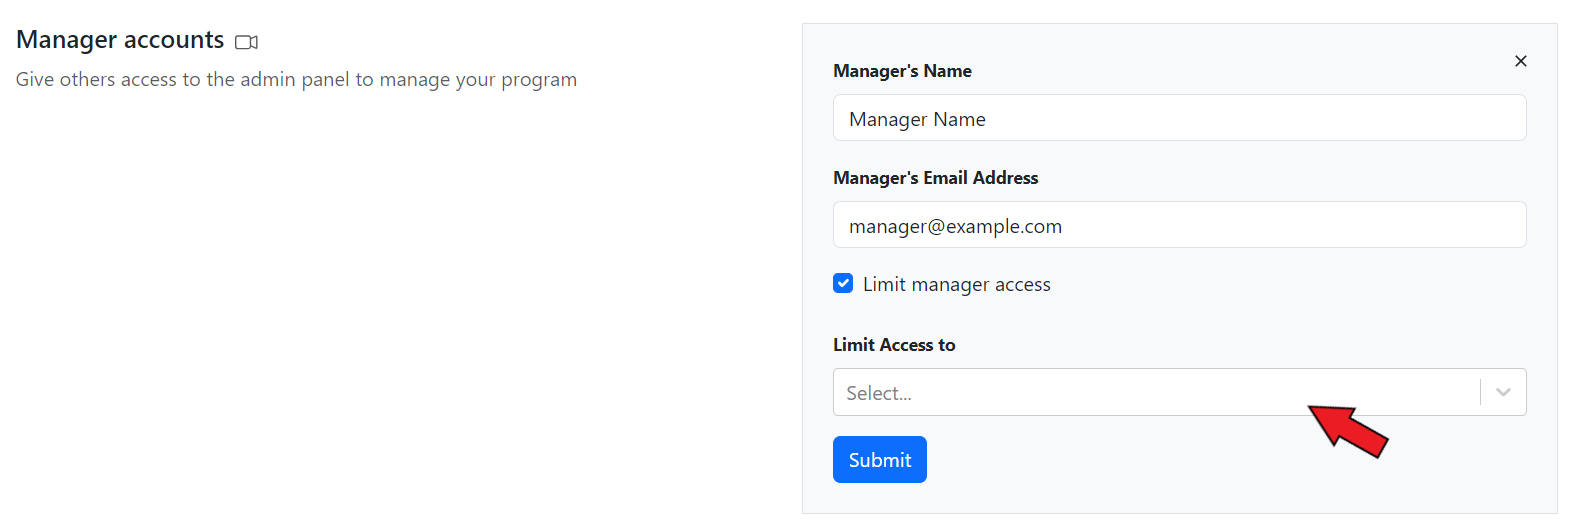 Manager accounts
Give others access to the admin panel to manage your program
Manager's Name
Manager Name
Manager's Email Address
manager@example.com
Limit manager access
Limit Access to
Select...
Submit